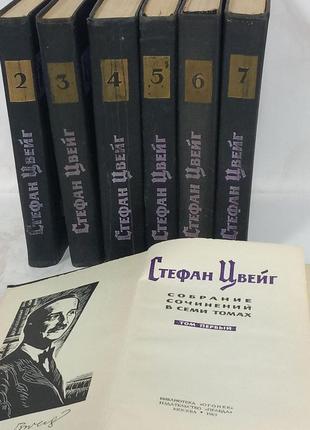 2
Стефан Цвейг
3
Стефан Цвейг
4
Стефан Цвейг
5
Стефан Цвейг
6
Стефан Цвейг
7
Стефан Цвейг
Стефан Цвейг
СОБРАНИЕ
СОЧИНЕНИЙ
В СЕМИ ТОМАХ
ТОМ ПЕРВЫЙ
БИБЛИОТЕКА «ОГОНЕК»
ИЗДАТЕЛЬСТВО «ПРАВДА»
МОСКВА · 1963